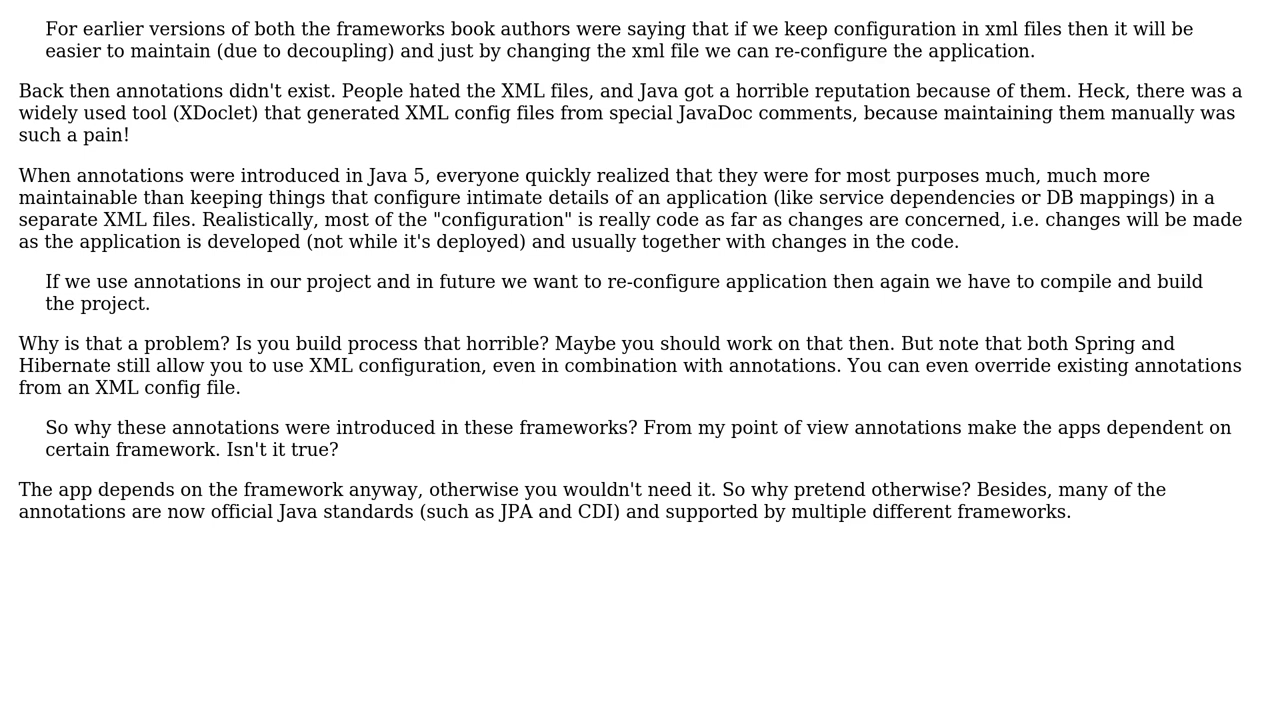 For earlier versions of both the frameworks book authors were saying that if we keep configuration in xml files then it will be
easier to maintain (due to decoupling) and just by changing the xml file we can re-configure the application.
Back then annotations didn't exist. People hated the XML files, and Java got a horrible reputation because of them. Heck, there was a
widely used tool (XDoclet) that generated XML config files from special JavaDoc comments, because maintaining them manually was
such a pain!
When annotations were introduced in Java 5, everyone quickly realized that they were for most purposes much, much more
maintainable than keeping things that configure intimate details of an application (like service dependencies or DB mappings) in a
separate XML files. Realistically, most of the "configuration" is really code as far as changes are concerned, i.e. changes will be made
as the application is developed (not while it's deployed) and usually together with changes in the code.
If we use annotations in our project and in future we want to re-configure application then again we have to compile and build
the project.
Why is that a problem? Is you build process that horrible? Maybe you should work on that then. But note that both Spring and
Hibernate still allow you to use XML configuration, even in combination with annotations. You can even override existing annotations
from an XML config file.
So why these annotations were introduced in these frameworks? From my point of view annotations make the apps dependent on
certain framework. Isn't it true?
The app depends on the framework anyway, otherwise you wouldn't need it. So why pretend otherwise? Besides, many of the
annotations are now official Java standards (such as JPA and CDI) and supported by multiple different frameworks.